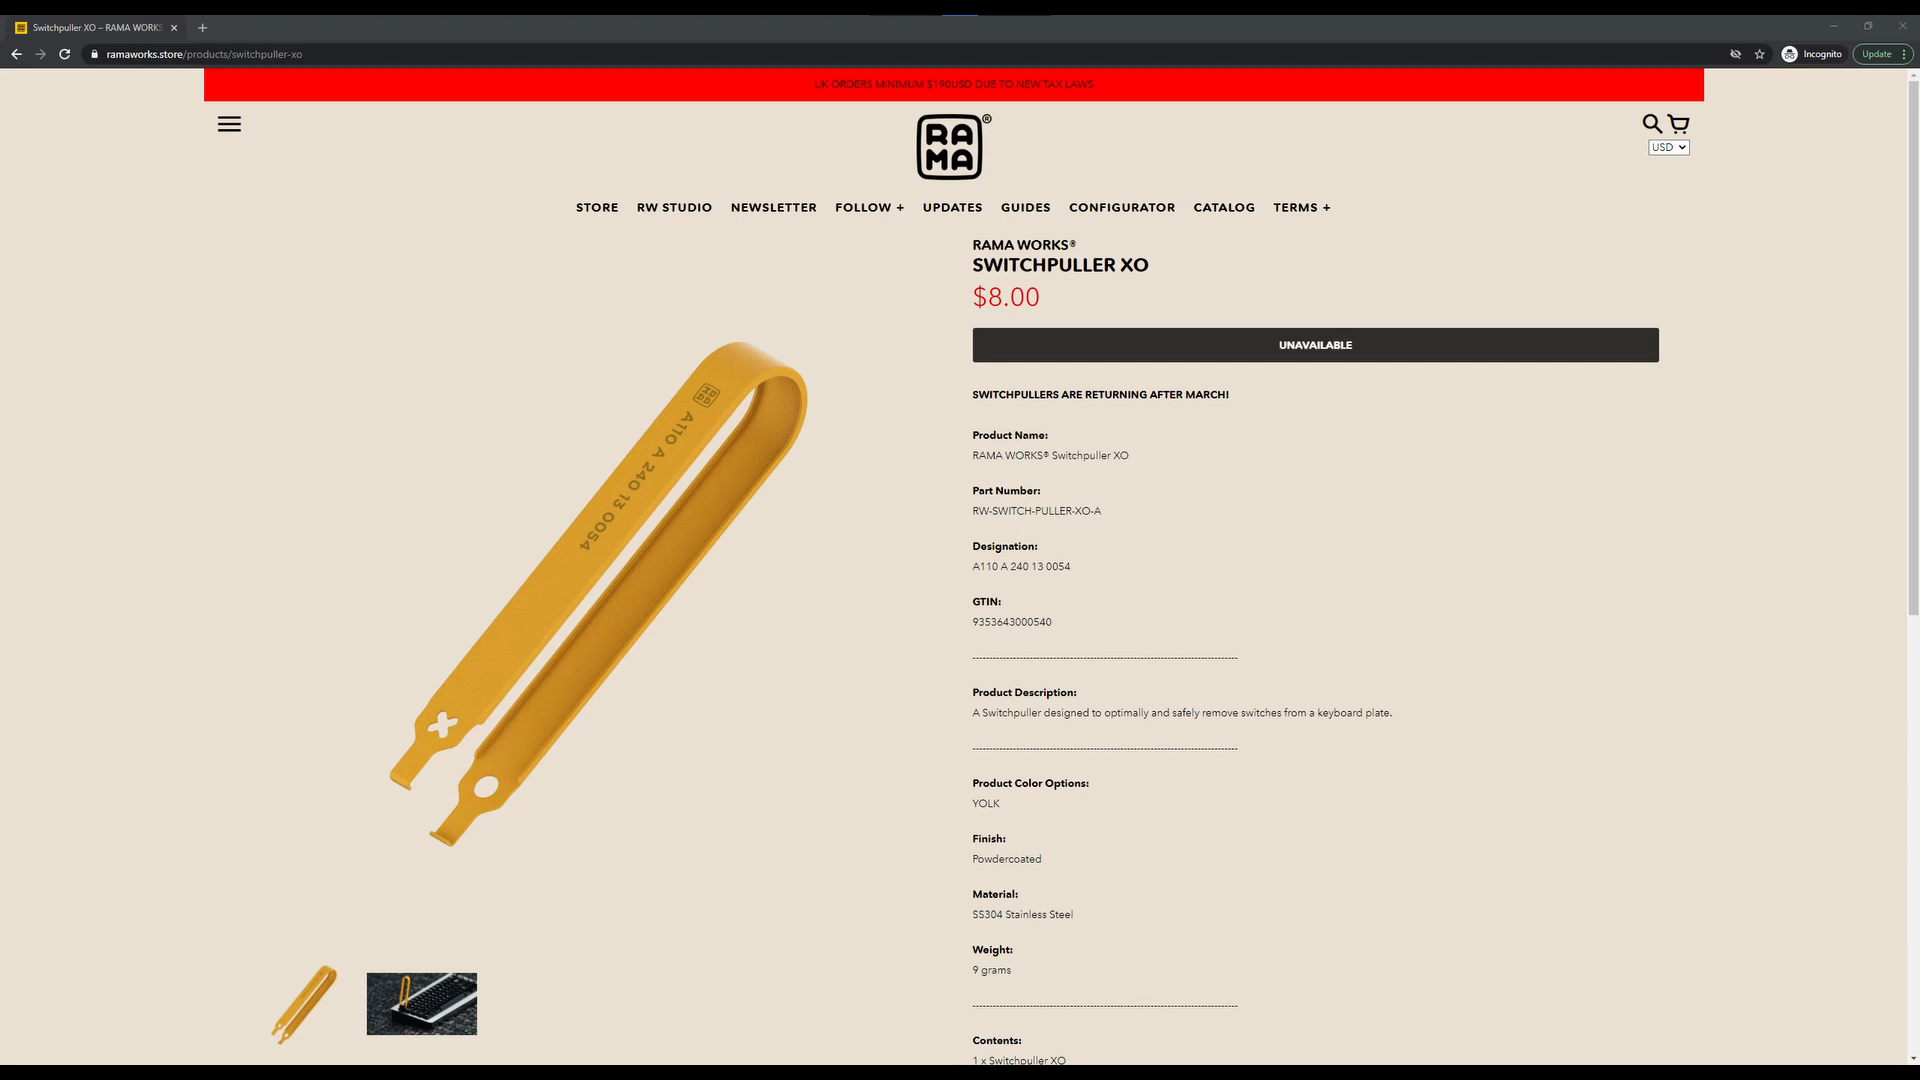 Switchpuller XO – RAMA WORKS
ramaworks.store/products/switchpuller-xo
Incognito
Update
UK ORDERS MINIMUM $190USD DUE TO NEW TAX LAWS
RAMA®
USD
STORE RW STUDIO NEWSLETTER FOLLOW + UPDATES GUIDES CONFIGURATOR CATALOG TERMS +
RAMA WORKS®
SWITCHPULLER XO
$8.00
UNAVAILABLE
SWITCHPULLERS ARE RETURNING AFTER MARCH!
Product Name:
RAMA WORKS® Switchpuller XO
Part Number:
RW-SWITCH-PULLER-XO-A
Designation:
A110 A 240 13 0054
GTIN:
9353643000540
Product Description:
A Switchpuller designed to optimally and safely remove switches from a keyboard plate.
Product Color Options:
YOLK
Finish:
Powdercoated
Material:
SS304 Stainless Steel
Weight:
9 grams
Contents:
1 x Switchpuller XO
A110 A 240 13 0054